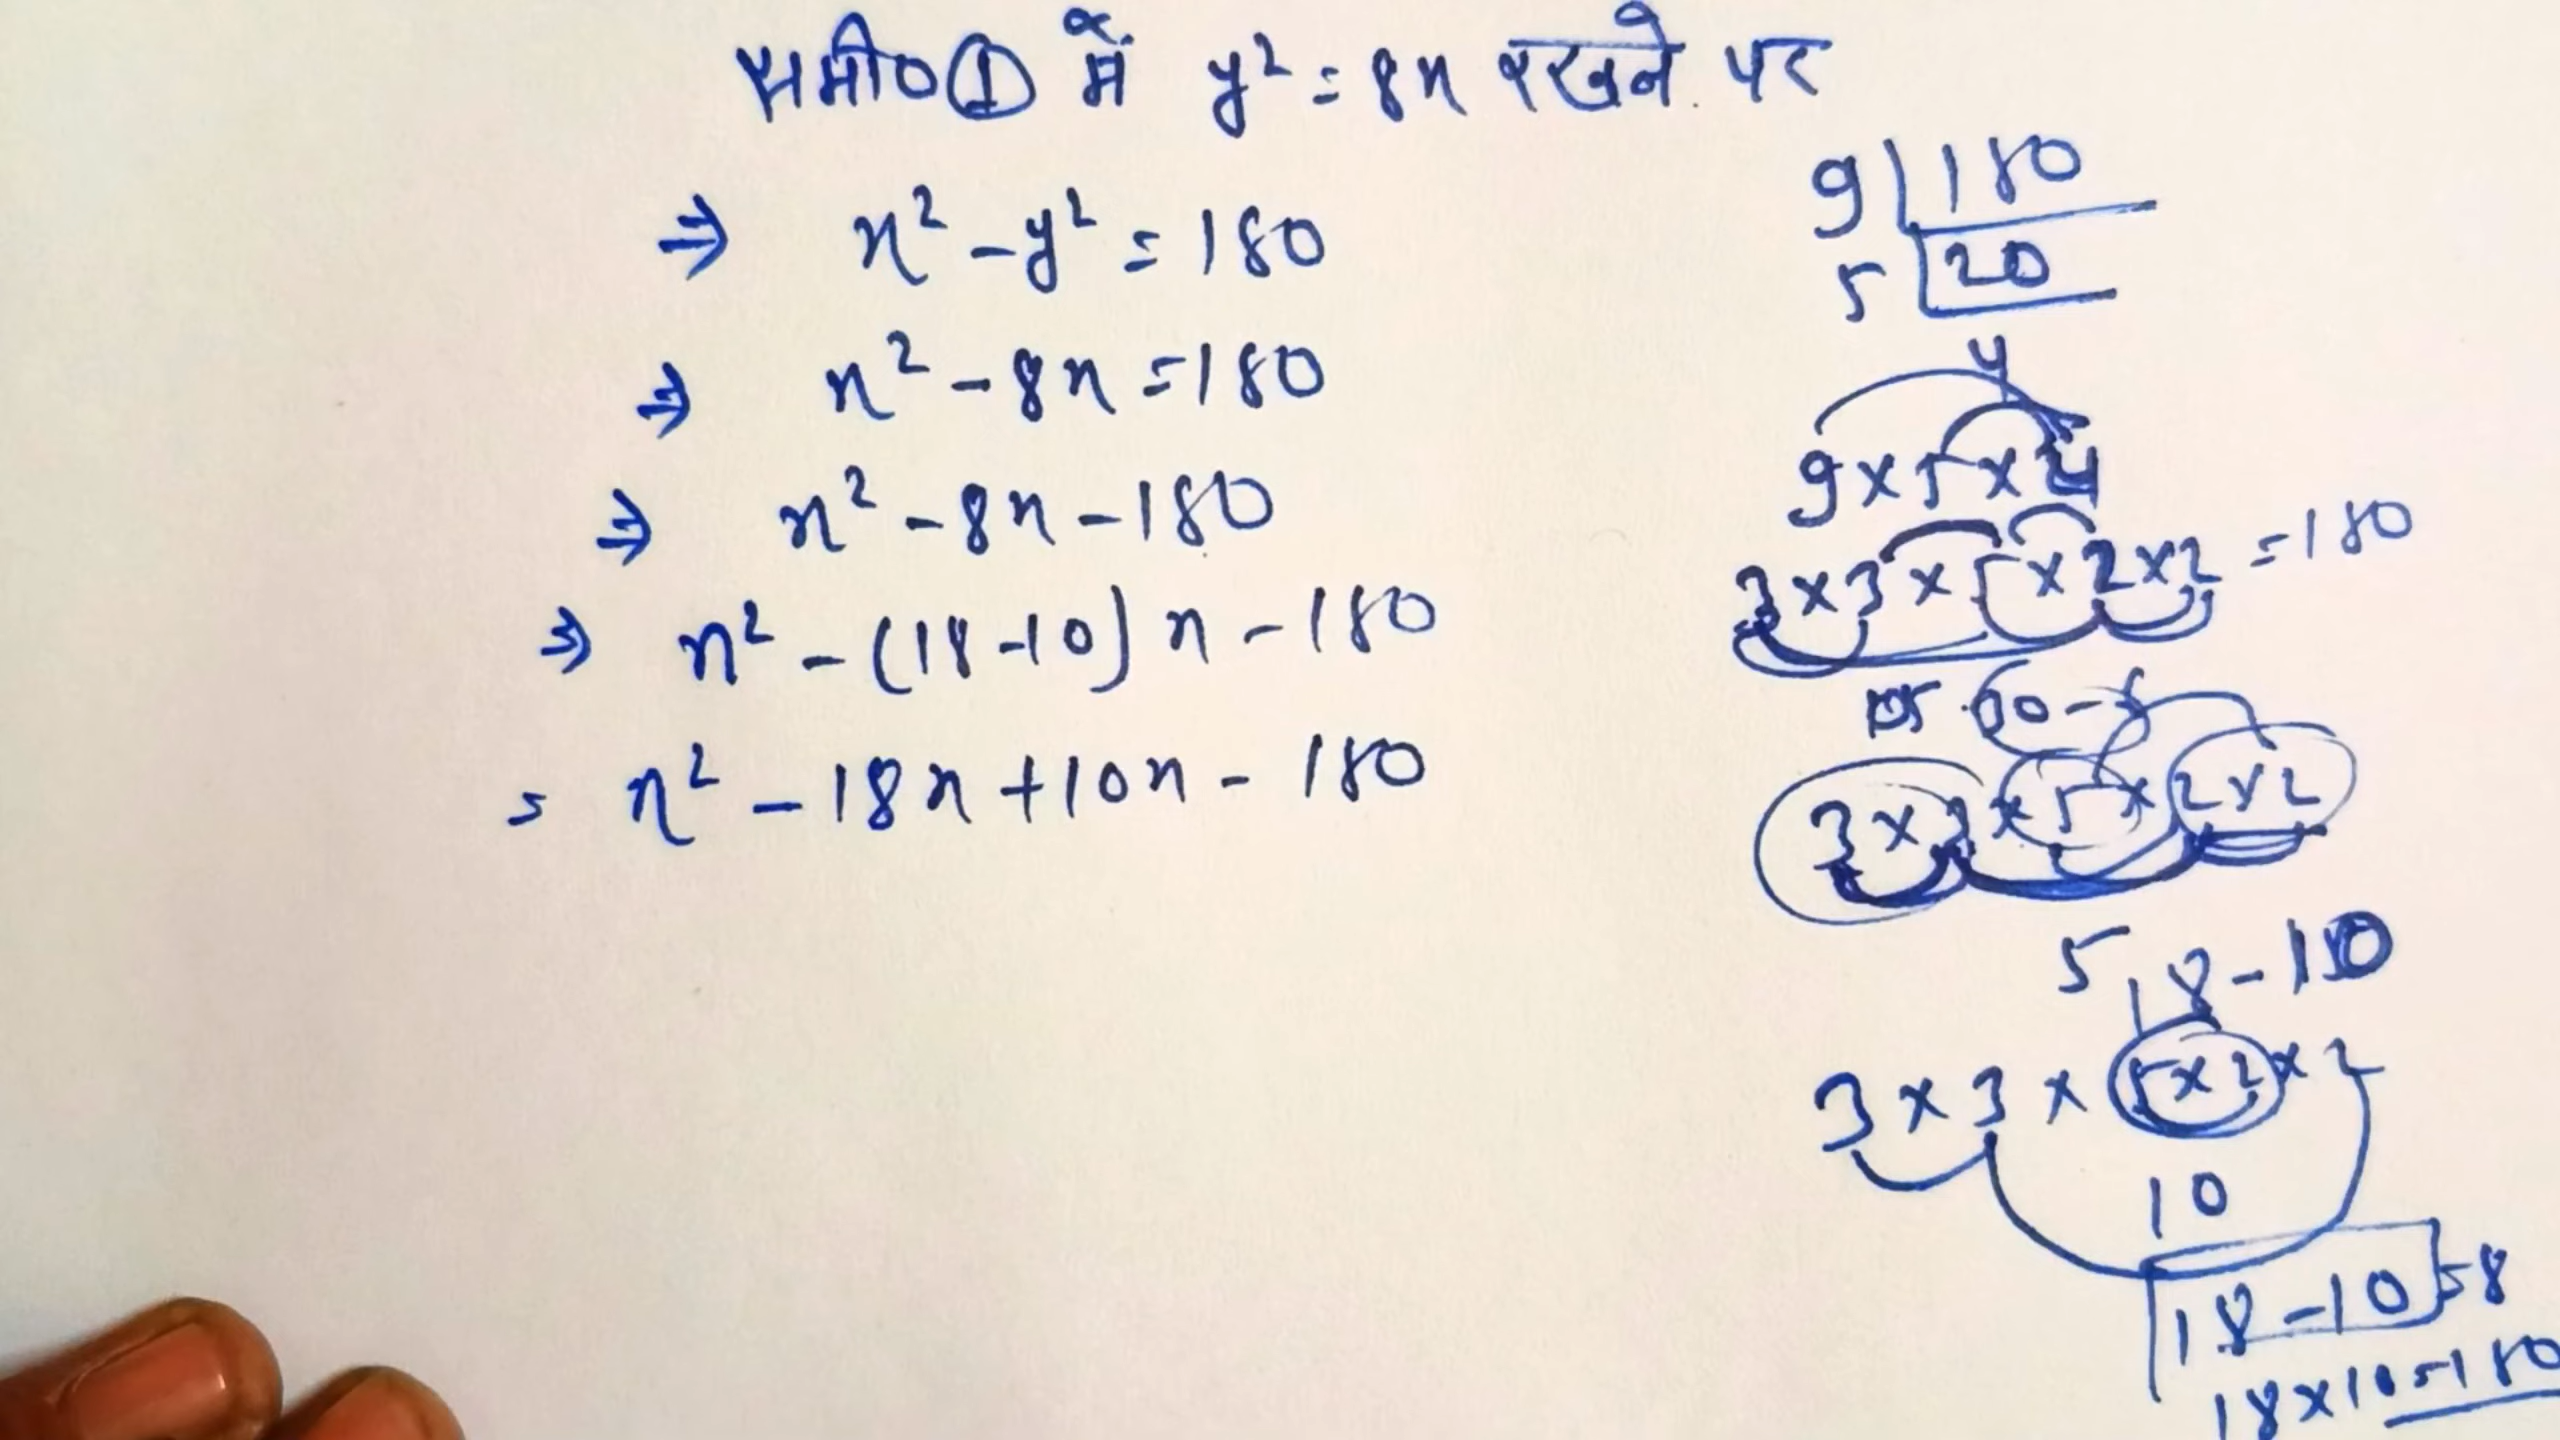 समी० ① में y² = 8x रखने पर
⇒ x² - y² = 180
⇒ x² - 8x = 180
⇒ x² - 8x - 180
⇒ x² - (18 - 10) x - 180
= x² - 18x + 10x - 180
9 | 180
5 | 20
4
9 × 5 × 4
3 × 3 × 5 × 2 × 2 = 180
3 × 3 × 5 × 2 × 2
5
18 - 10
3 × 3 × 5 × 2 × 2
10
18 - 10 = 8
18 × 10 = 180